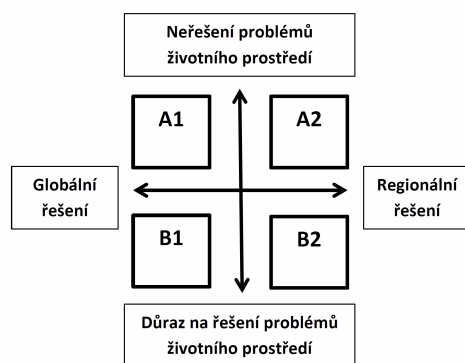 Neřešení problémů
životního prostředí
A1
A2
Globální
řešení
Regionální
řešení
B1
B2
Důraz na řešení problémů
životního prostředí